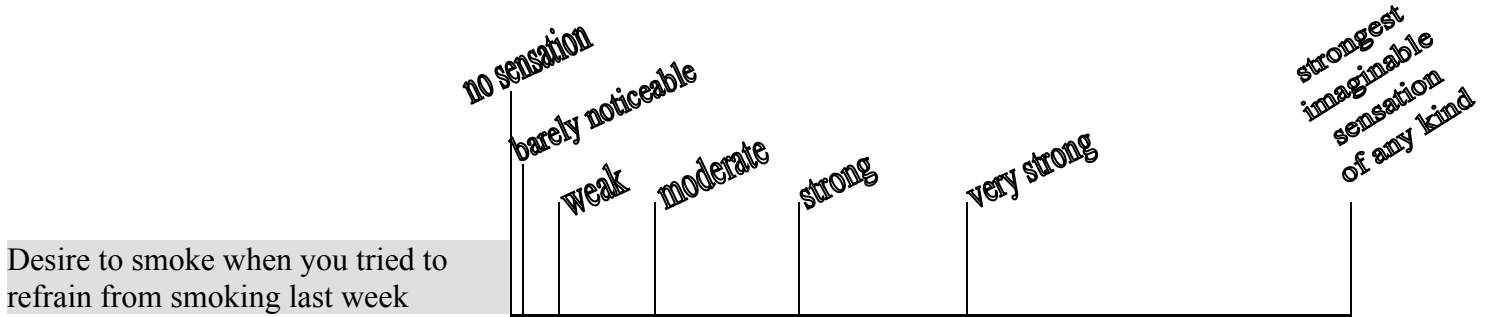 no sensation
barely noticeable
weak
moderate
strong
very strong
strongest
imaginable
sensation
of any kind
Desire to smoke when you tried to
refrain from smoking last week